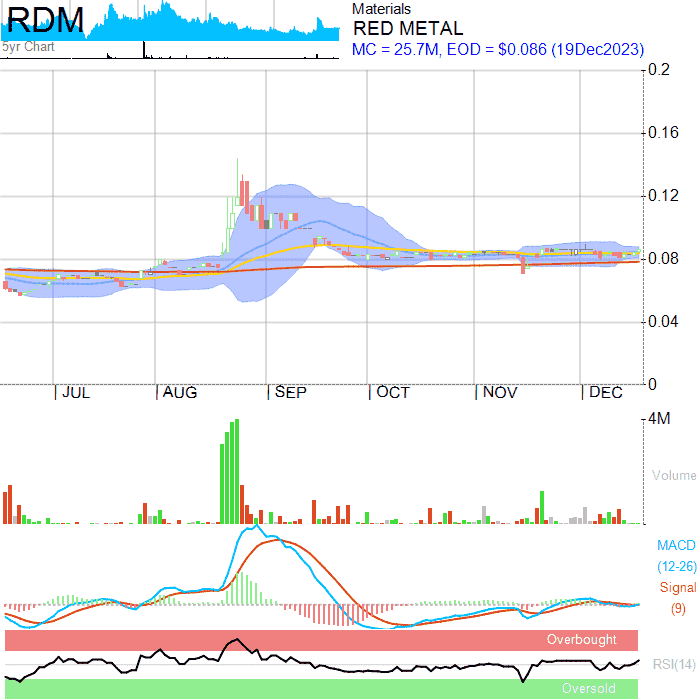 RDM
5yr Chart
Materials
RED METAL
MC = 25.7M, EOD = $0.086 (19Dec2023)
0.2
0.16
0.12
0.08
0.04
0
JUL AUG SEP OCT NOV DEC
4M
Volume
MACD
(12-26)
Signal
(9)
Overbought
RSI(14)
Oversold